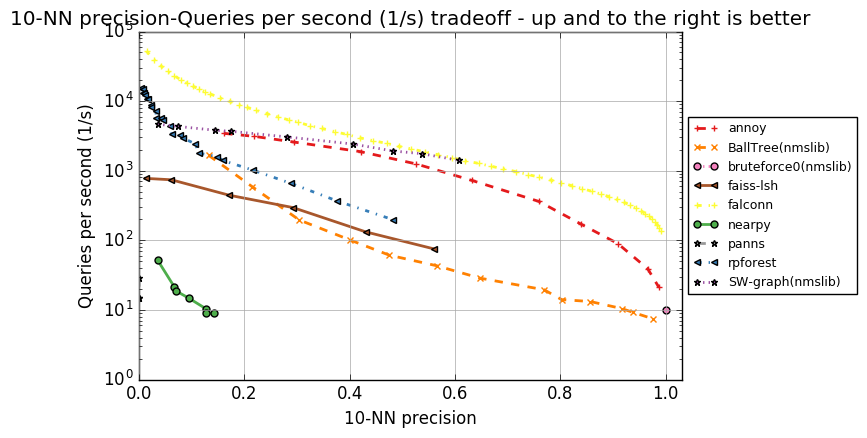 10-NN precision-Queries per second (1/s) tradeoff - up and to the right is better
10^5
10^4
10^3
10^2
10^1
10^0
Queries per second (1/s)
0.0 0.2 0.4 0.6 0.8 1.0
10-NN precision
annoy
BallTree(nmslib)
bruteforce0(nmslib)
faiss-lsh
falconn
nearpy
panns
rpforest
SW-graph(nmslib)